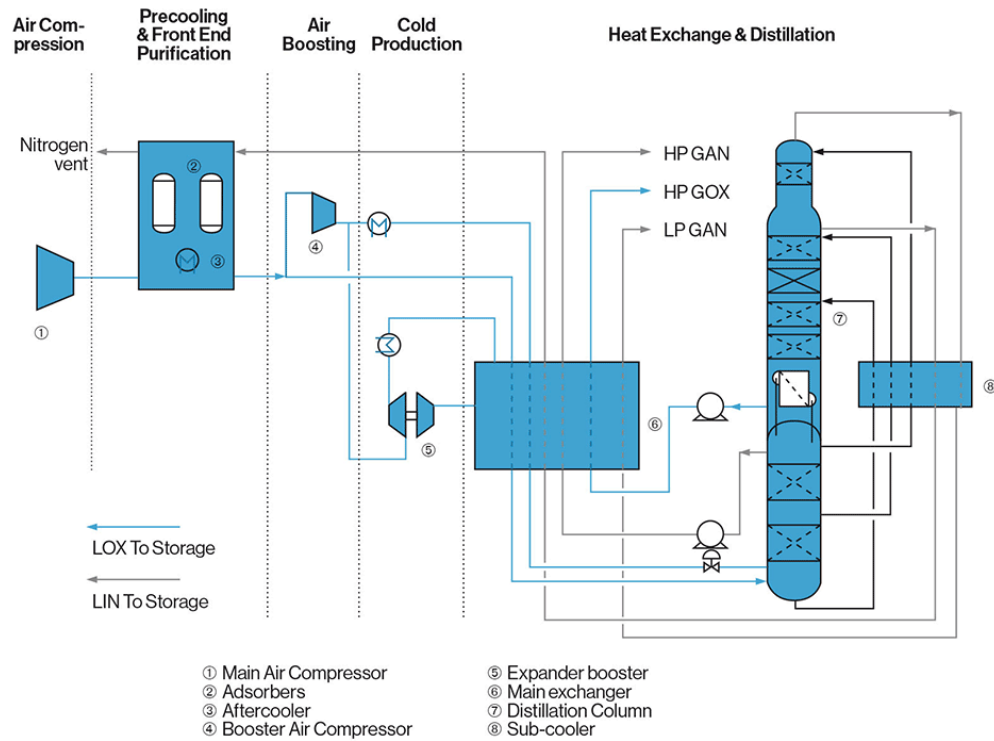 Air Com-
pression
Precooling
& Front End
Purification
Air
Boosting
Cold
Production
Heat Exchange & Distillation
Nitrogen
vent
HP GAN
HP GOX
LP GAN
②
③
①
④
⑤
⑥
⑦
⑧
LOX To Storage
LIN To Storage
① Main Air Compressor
② Adsorbers
③ Aftercooler
④ Booster Air Compressor
⑤ Expander booster
⑥ Main exchanger
⑦ Distillation Column
⑧ Sub-cooler